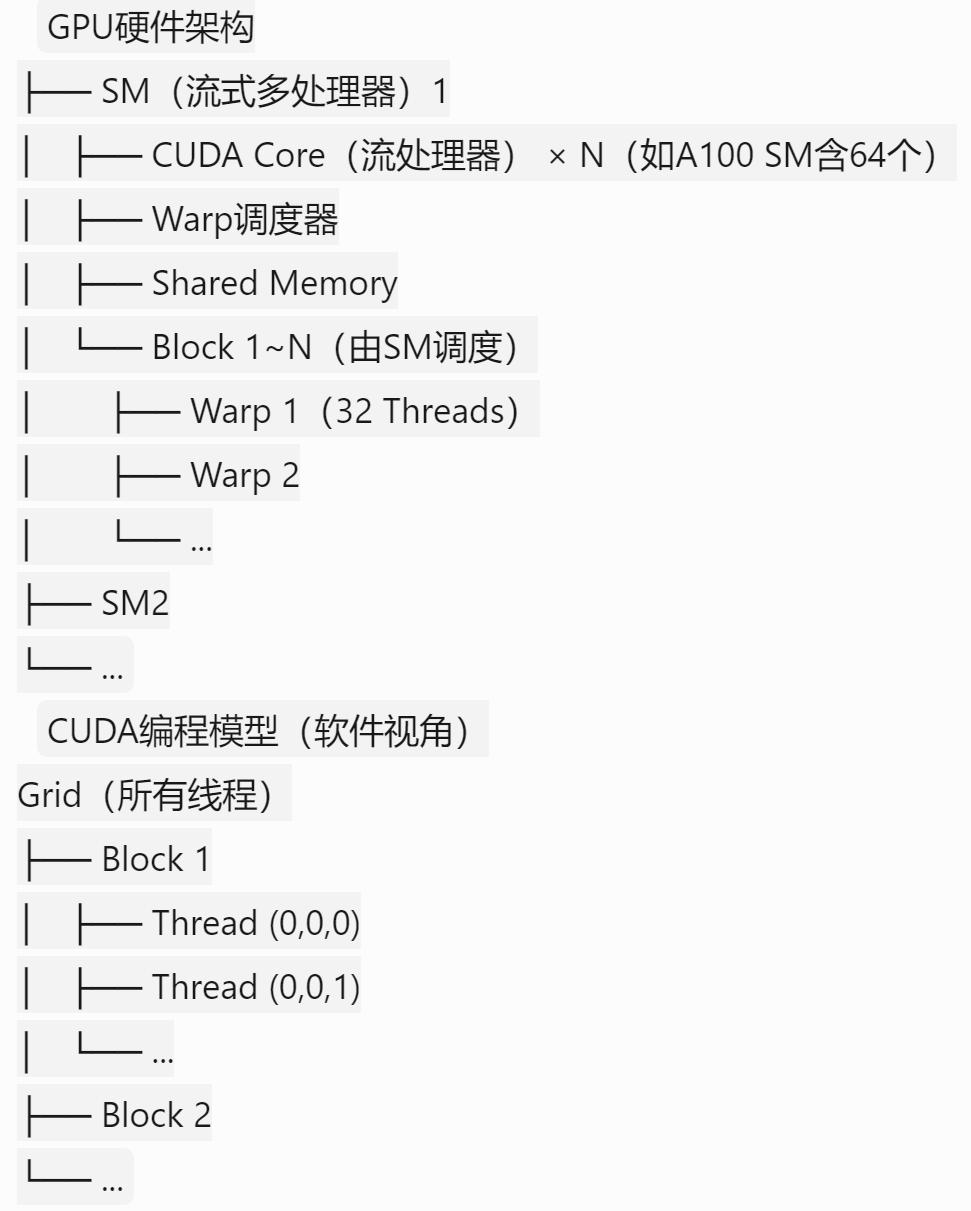 GPU硬件架构
├── SM（流式多处理器）1
│   ├── CUDA Core（流处理器） × N（如A100 SM含64个）
│   ├── Warp调度器
│   ├── Shared Memory
│   └── Block 1~N（由SM调度）
│       ├── Warp 1（32 Threads）
│       ├── Warp 2
│       └── ...
├── SM2
└── ...
CUDA编程模型（软件视角）
Grid（所有线程）
├── Block 1
│   ├── Thread (0,0,0)
│   ├── Thread (0,0,1)
│   └── ...
├── Block 2
└── ...